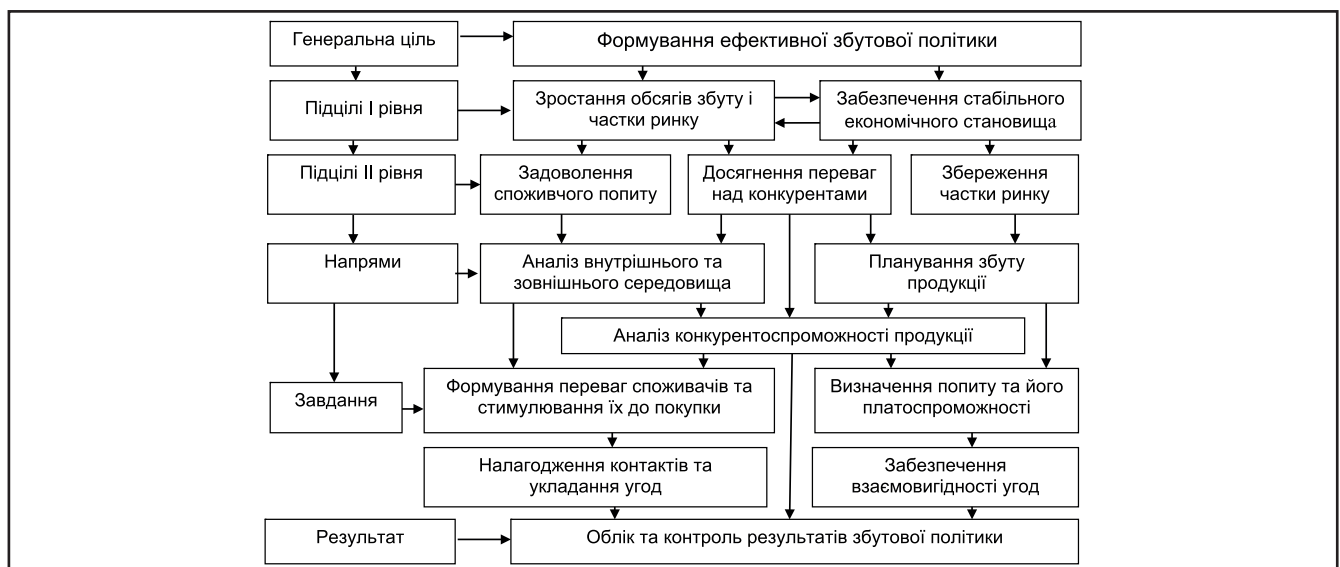 Генеральна ціль
Формування ефективної збутової політики
Підцілі I рівня
Зростання обсягів збуту і
частки ринку
Забезпечення стабільного
економічного становища
Підцілі II рівня
Задоволення
споживчого попиту
Досягнення переваг
над конкурентами
Збереження
частки ринку
Напрями
Аналіз внутрішнього та
зовнішнього середовища
Планування збуту
продукції
Аналіз конкурентоспроможності продукції
Завдання
Формування переваг споживачів та
стимулювання їх до покупки
Визначення попиту та його
платоспроможності
Налагодження контактів та
укладання угод
Забезпечення
взаємовигідності угод
Результат
Облік та контроль результатів збутової політики